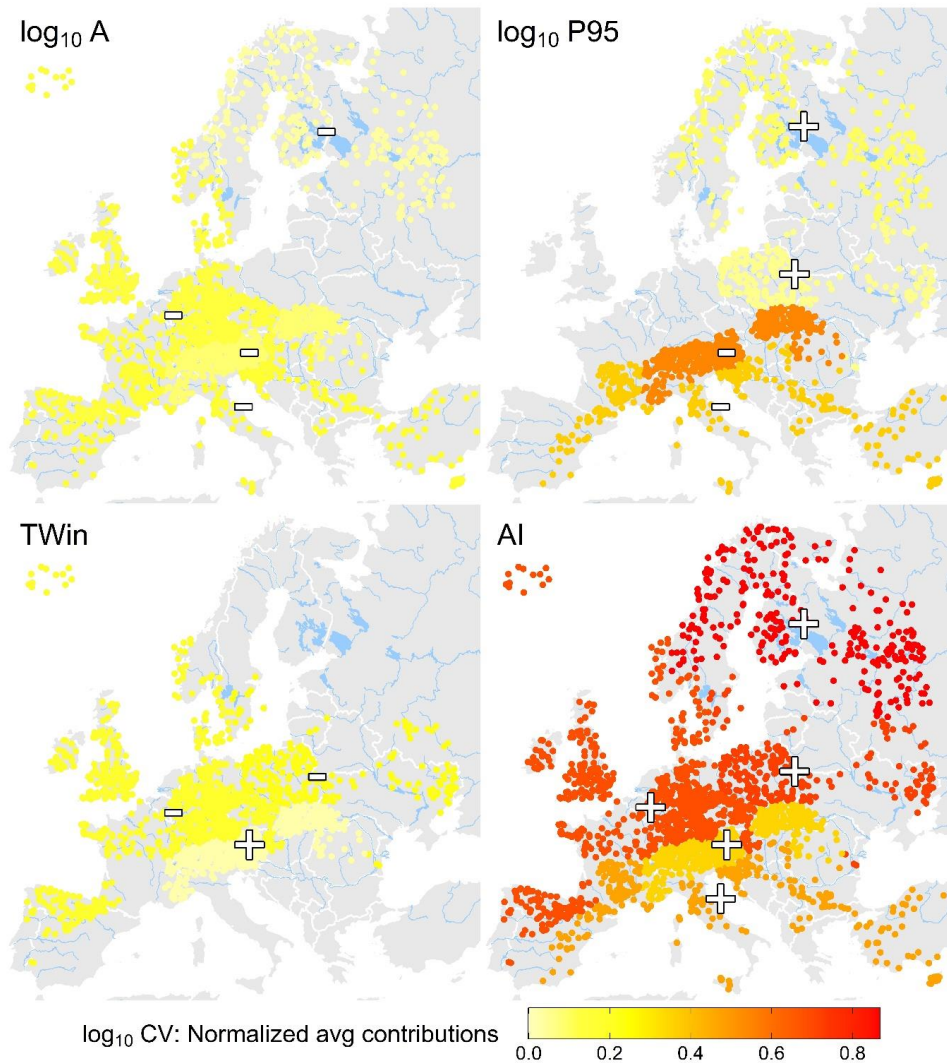 log₁₀ A
log₁₀ P95
TWin
AI
log₁₀ CV: Normalized avg contributions
0.0 0.2 0.4 0.6 0.8